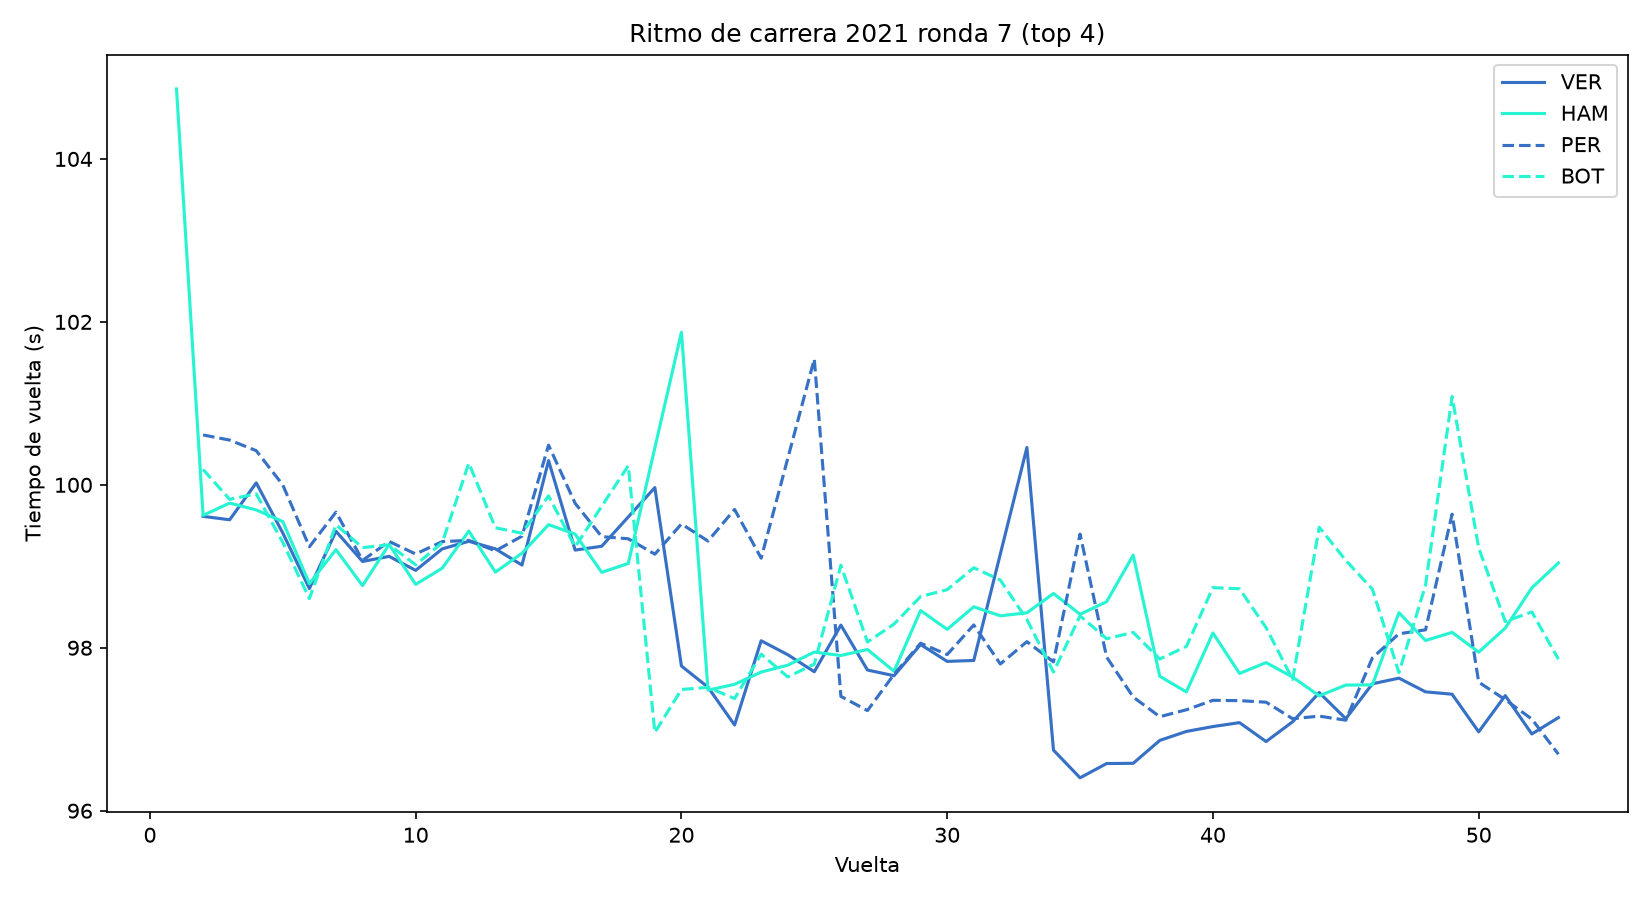 Ritmo de carrera 2021 ronda 7 (top 4)
VER
HAM
PER
BOT
Tiempo de vuelta (s)
104
102
100
98
96
0 10 20 30 40 50
Vuelta